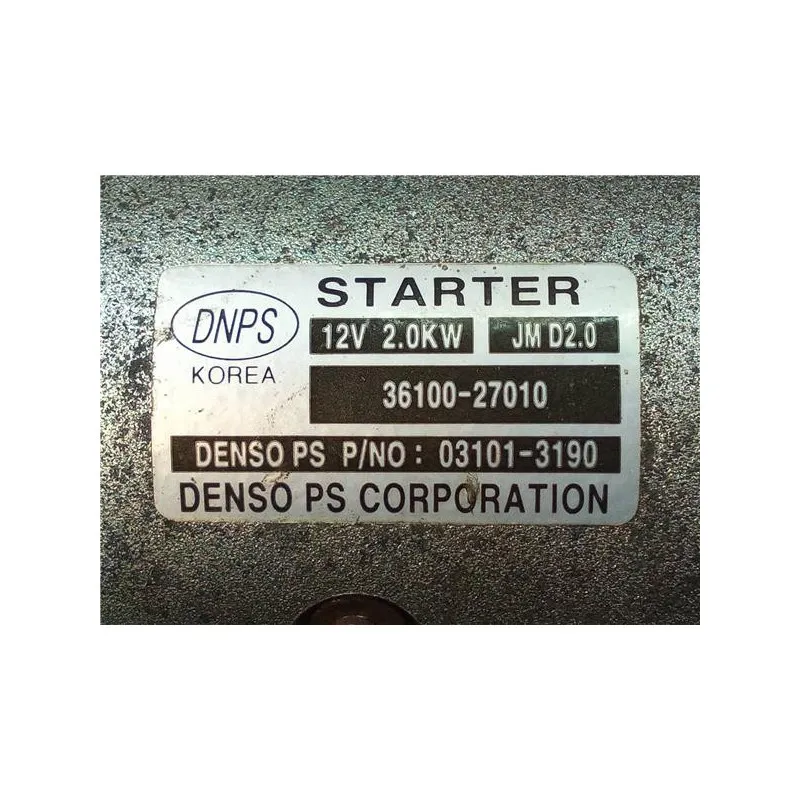 STARTER
DNPS
KOREA
12V 2.0KW JM D2.0
36100-27010
DENSO PS P/NO : 03101-3190
DENSO PS CORPORATION